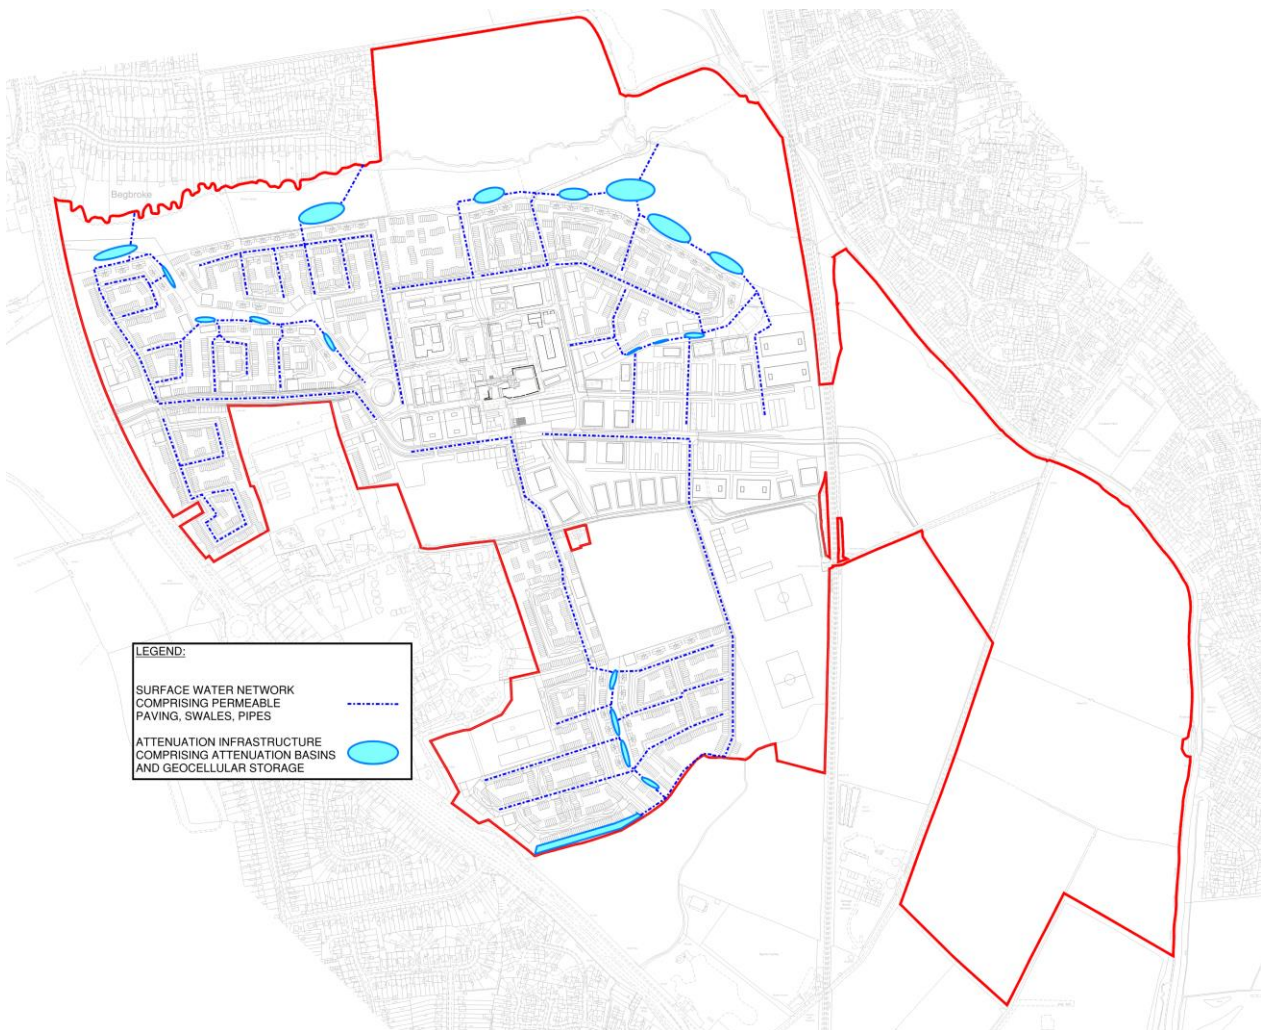 Begbroke
LEGEND:
SURFACE WATER NETWORK
COMPRISING PERMEABLE
PAVING, SWALES, PIPES
ATTENUATION INFRASTRUCTURE
COMPRISING ATTENUATION BASINS
AND GEOCELLULAR STORAGE